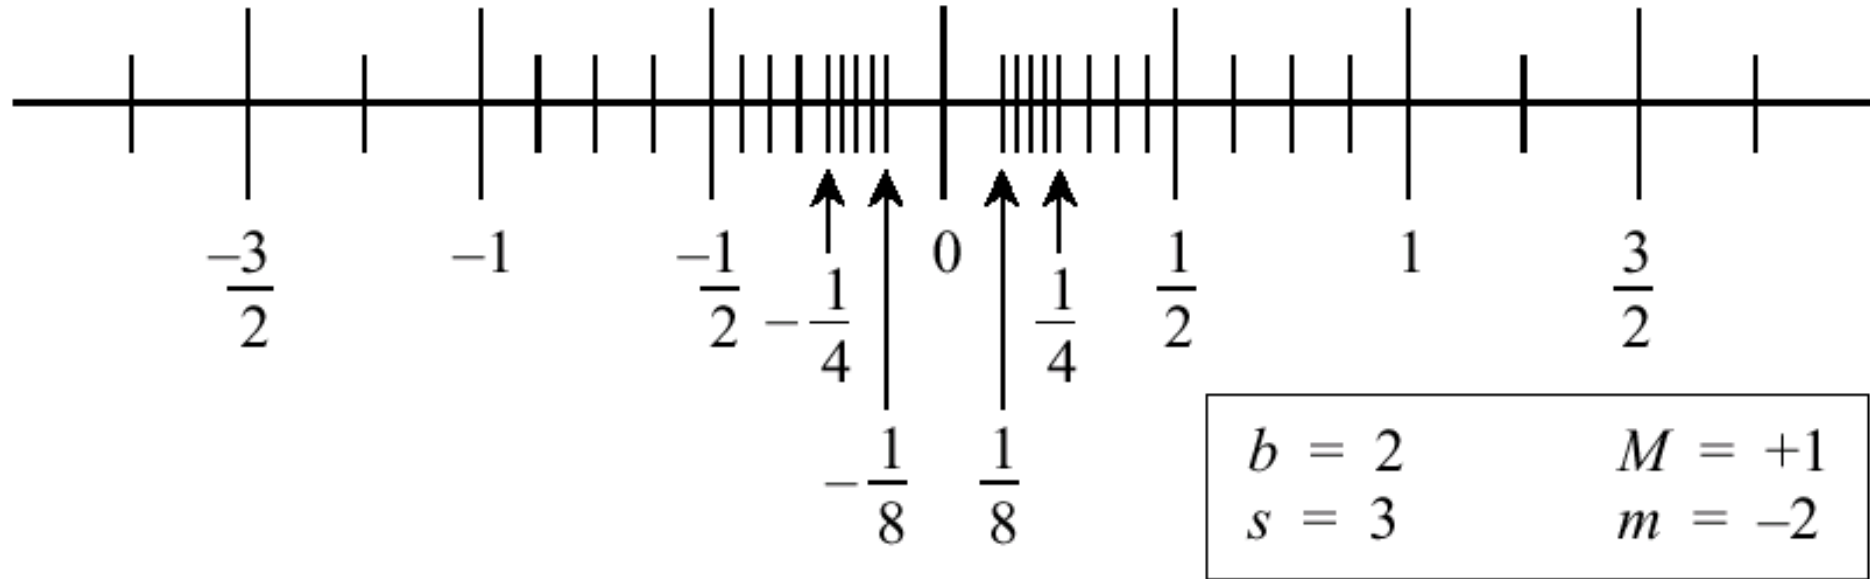 –3/2 –1 –1/2 –1/4 –1/8 0 1/8 1/4 1/2 1 3/2
b = 2 M = +1
s = 3 m = –2